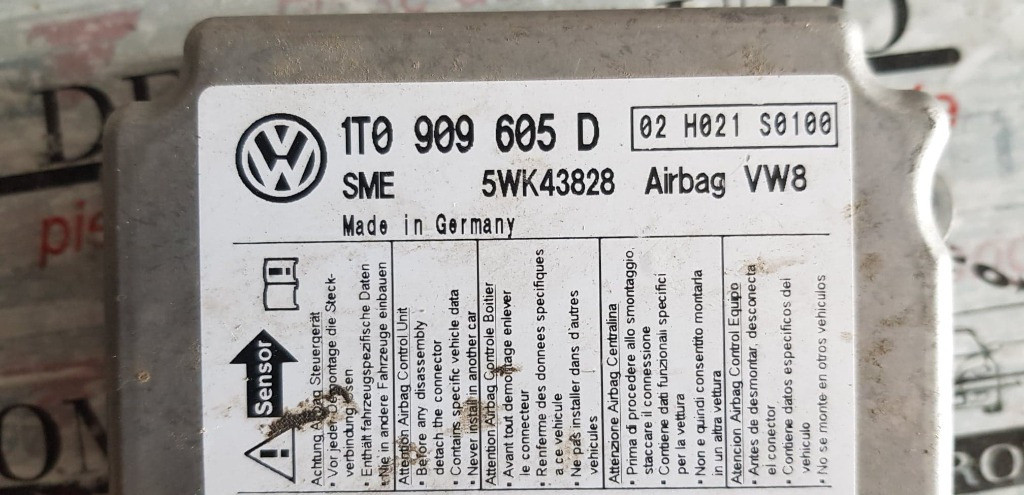 1T0 909 605 D
02 H021 S0100
SME 5WK43828 Airbag VW8
Made in Germany
Sensor
Achtung Airbag Steuergerät
• Vor jeder Demontage die Steck-
verbindung lösen
• Enthält fahrzeugspezifische Daten
• Nie in andere Fahrzeuge einbauen
Attention Airbag Control Unit
• Before any disassembly
detach the connector
• Contains specific vehicle data
• Never install in another car
Attention Airbag Controle Boitier
• Avant tout demontage enlever
le connecteur
• Renferme des donnees specifiques
a ce vehicule
• Ne pas installer dans d'autres
vehicules
Attenzione Airbag Centralina
• Prima di procedere allo smontaggio
staccare il connessione
• Contiene dati funzionali specifici
per la vettura
• Non e quindi consentito montarla
in un altra vettura
Atencion Airbag Control Equipo
• Antes de desmontar, desconecta
el conector
• Contiene datos especificos del
vehiculo
• No se monte en otros vehiculos